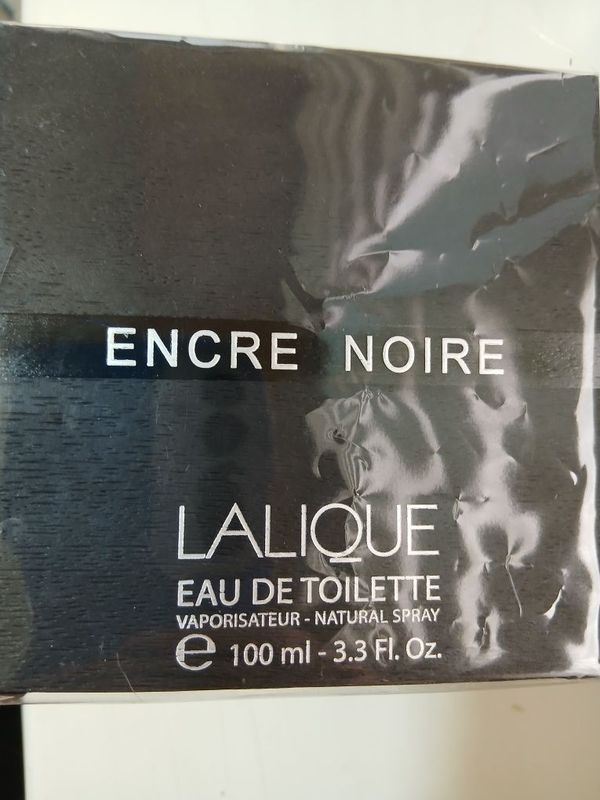 ENCRE NOIRE
LALIQUE
EAU DE TOILETTE
VAPORISATEUR - NATURAL SPRAY
℮ 100 ml - 3.3 Fl. Oz.